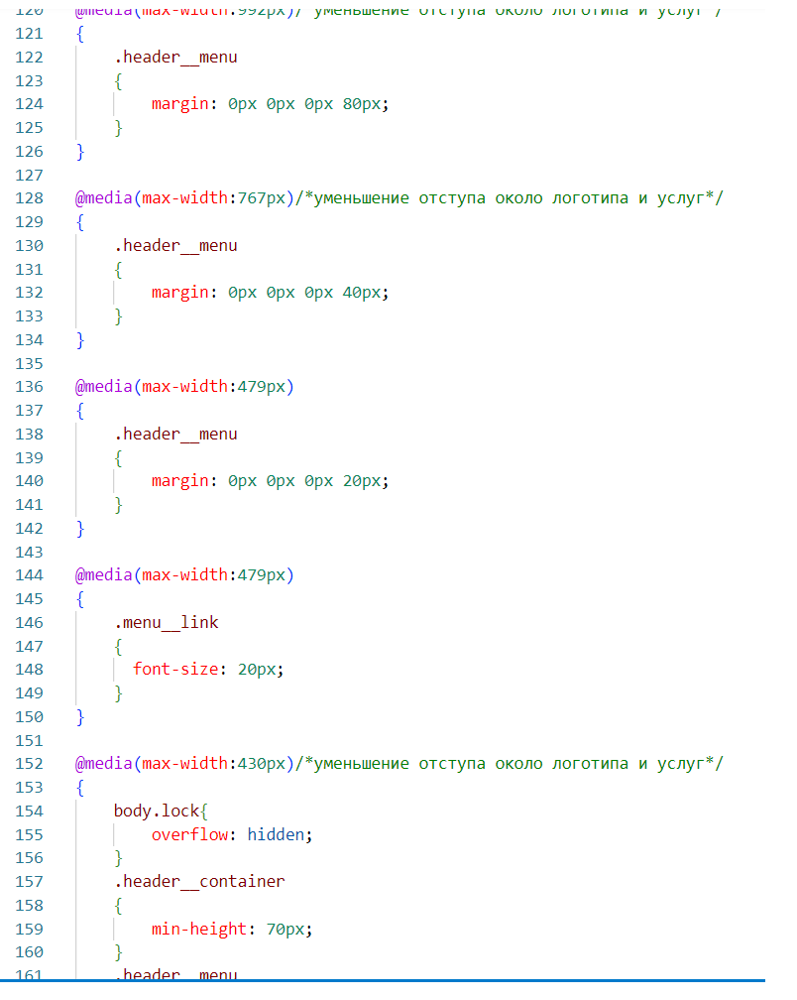 120 @media(max-width:992px)/*уменьшение отступа около логотипа и услуг*/
121 {
122 .header__menu
123 {
124 margin: 0px 0px 0px 80px;
125 }
126 }
127
128 @media(max-width:767px)/*уменьшение отступа около логотипа и услуг*/
129 {
130 .header__menu
131 {
132 margin: 0px 0px 0px 40px;
133 }
134 }
135
136 @media(max-width:479px)
137 {
138 .header__menu
139 {
140 margin: 0px 0px 0px 20px;
141 }
142 }
143
144 @media(max-width:479px)
145 {
146 .menu__link
147 {
148 font-size: 20px;
149 }
150 }
151
152 @media(max-width:430px)/*уменьшение отступа около логотипа и услуг*/
153 {
154 body.lock{
155 overflow: hidden;
156 }
157 .header__container
158 {
159 min-height: 70px;
160 }
161 .header__menu